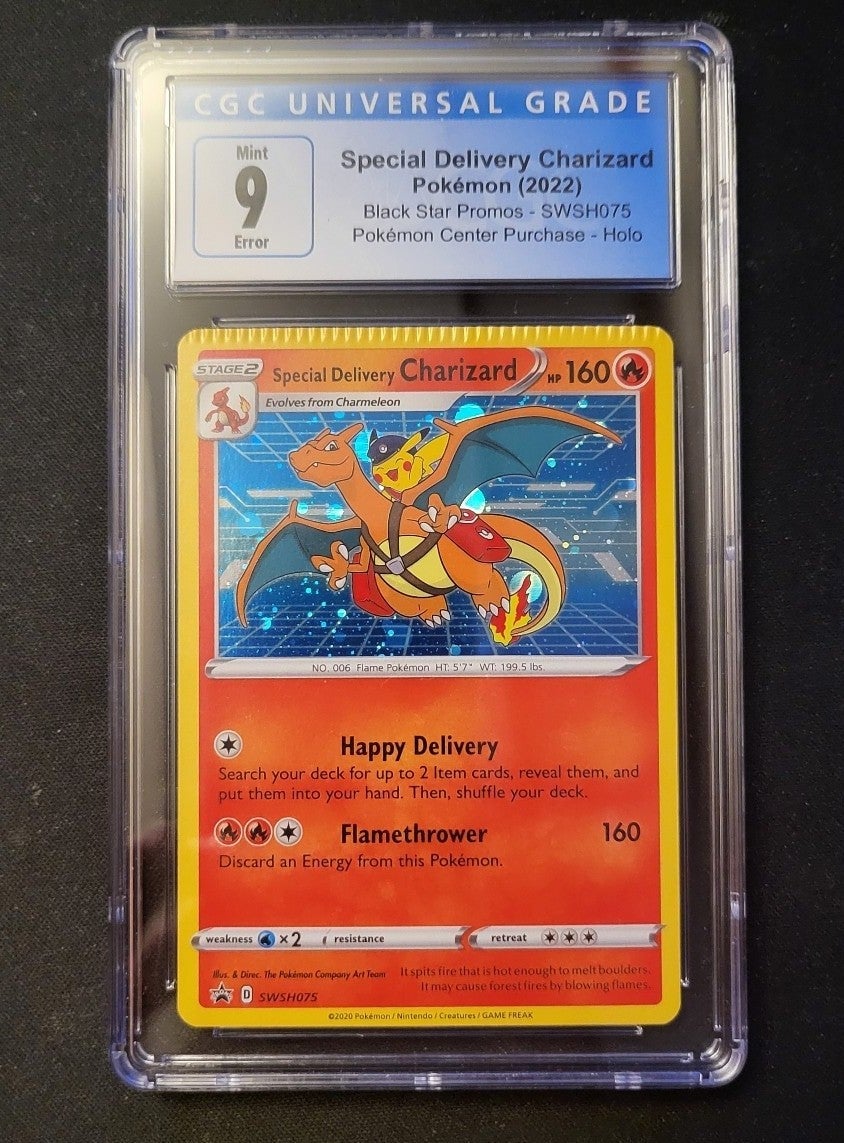 CGC UNIVERSAL GRADE
Mint
9
Error
Special Delivery Charizard
Pokémon (2022)
Black Star Promos - SWSH075
Pokémon Center Purchase - Holo
STAGE 2
Special Delivery Charizard HP 160
Evolves from Charmeleon
NO. 006 Flame Pokémon HT: 5'7" WT: 199.5 lbs.
Happy Delivery
Search your deck for up to 2 Item cards, reveal them, and
put them into your hand. Then, shuffle your deck.
Flamethrower 160
Discard an Energy from this Pokémon.
weakness ×2 resistance retreat
Illus. & Direc. The Pokémon Company Art Team
It spits fire that is hot enough to melt boulders.
It may cause forest fires by blowing flames.
D SWSH075
©2020 Pokémon / Nintendo / Creatures / GAME FREAK